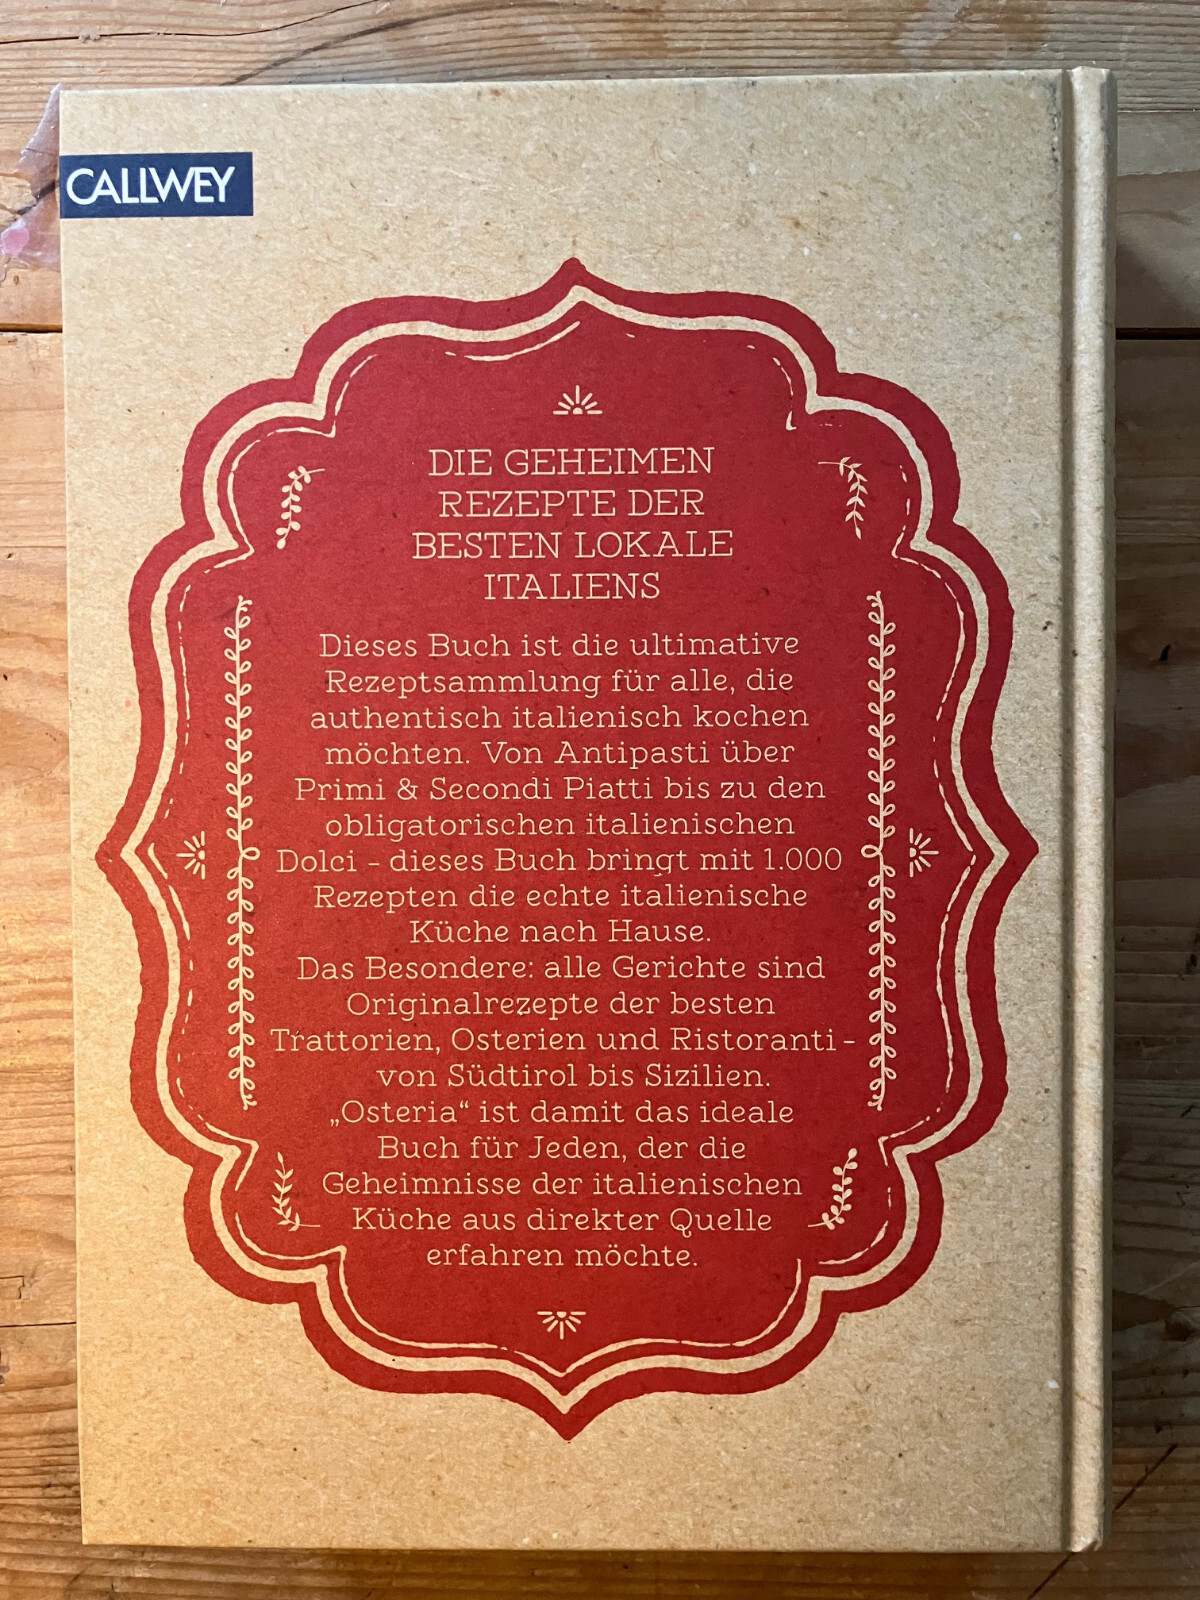 CALLWEY
DIE GEHEIMEN
REZEPTE DER
BESTEN LOKALE
ITALIENS
Dieses Buch ist die ultimative
Rezeptsammlung für alle, die
authentisch italienisch kochen
möchten. Von Antipasti über
Primi & Secondi Piatti bis zu den
obligatorischen italienischen
Dolci - dieses Buch bringt mit 1.000
Rezepten die echte italienische
Küche nach Hause.
Das Besondere: alle Gerichte sind
Originalrezepte der besten
Trattorien, Osterien und Ristoranti -
von Südtirol bis Sizilien.
„Osteria“ ist damit das ideale
Buch für Jeden, der die
Geheimnisse der italienischen
Küche aus direkter Quelle
erfahren möchte.